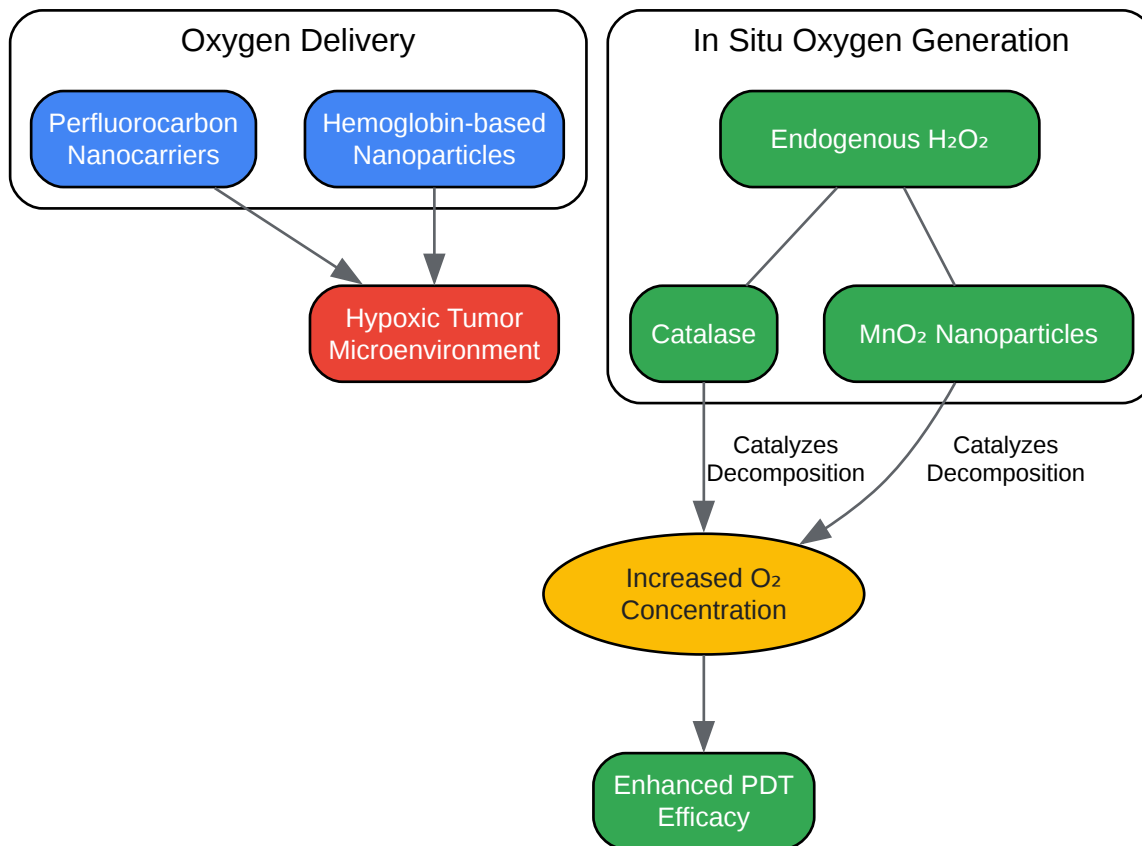 Oxygen Delivery
Perfluorocarbon
Nanocarriers
Hemoglobin-based
Nanoparticles
Hypoxic Tumor
Microenvironment
In Situ Oxygen Generation
Endogenous H₂O₂
Catalase
MnO₂ Nanoparticles
Catalyzes
Decomposition
Catalyzes
Decomposition
Increased O₂
Concentration
Enhanced PDT
Efficacy